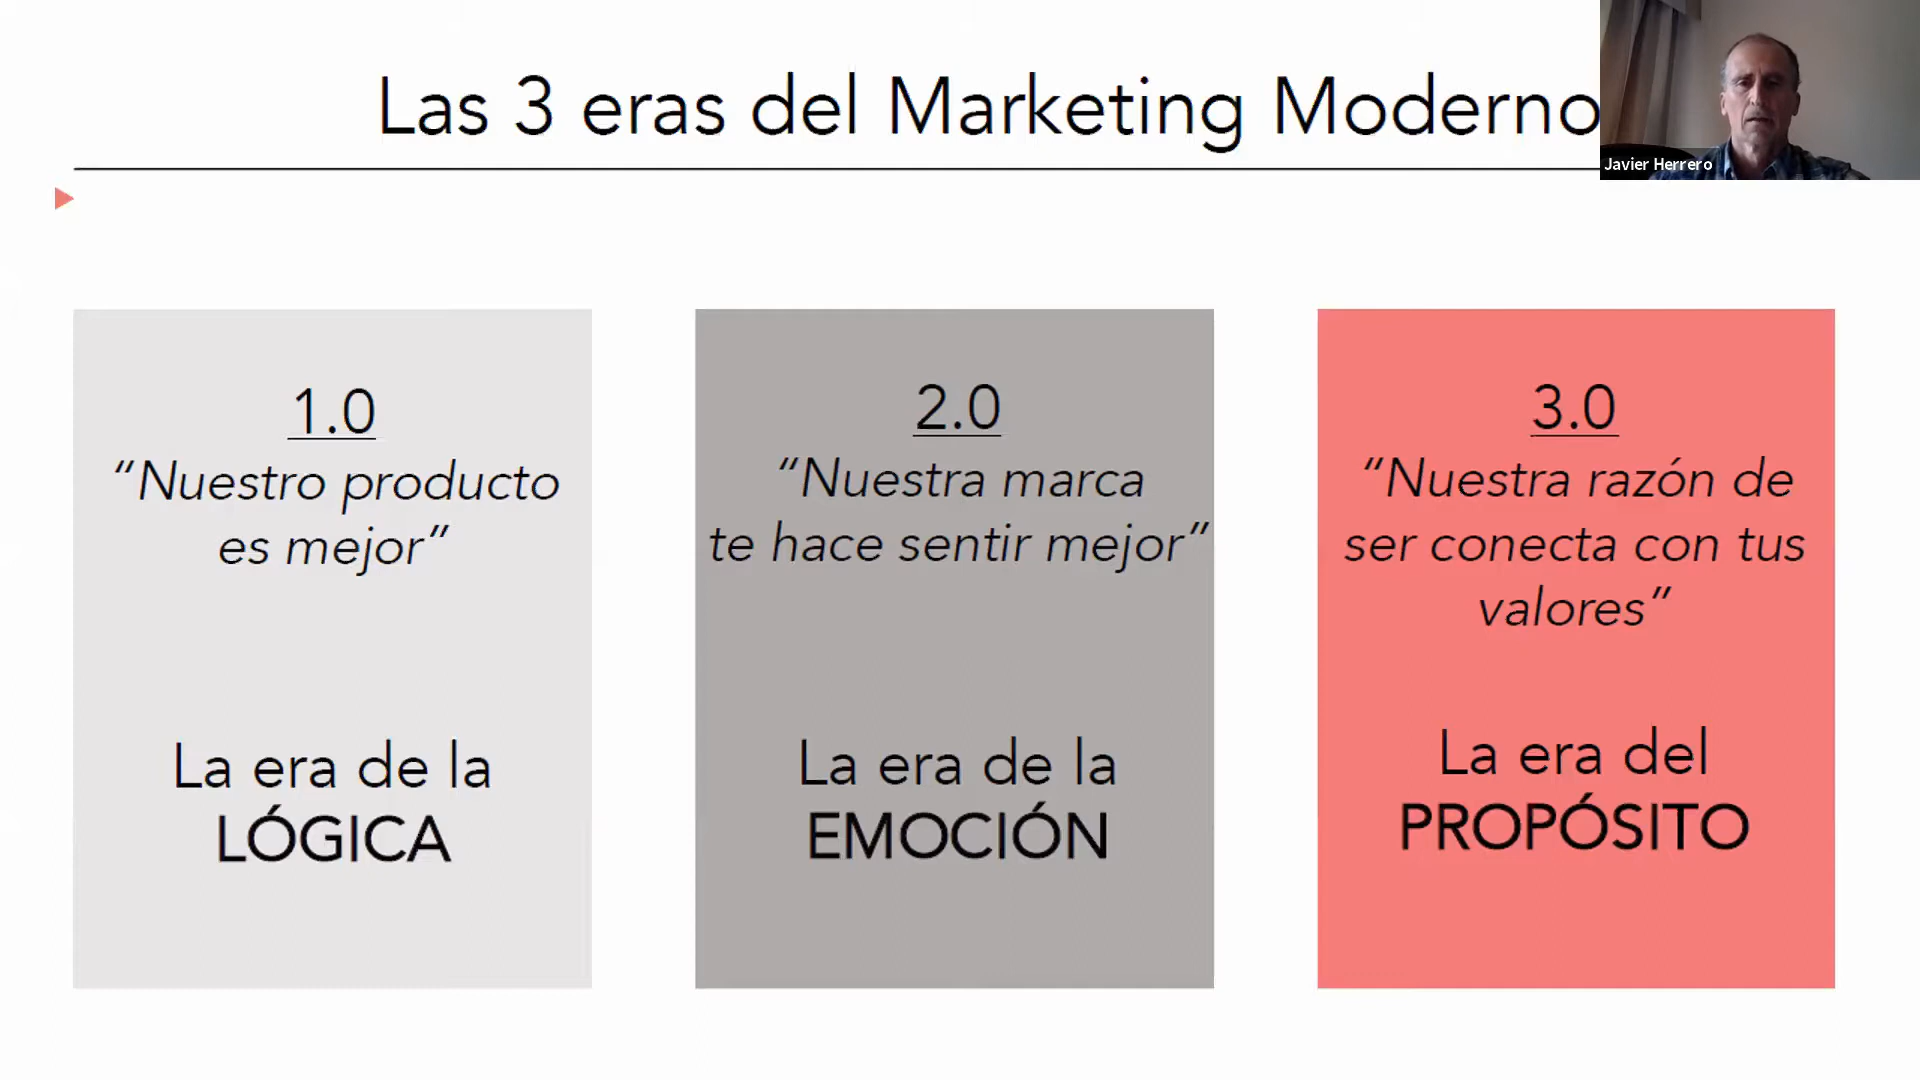 Las 3 eras del Marketing Moderno
Javier Herrero
1.0
“Nuestro producto
es mejor”
La era de la
LÓGICA
2.0
“Nuestra marca
te hace sentir mejor”
La era de la
EMOCIÓN
3.0
“Nuestra razón de
ser conecta con tus
valores”
La era del
PROPÓSITO